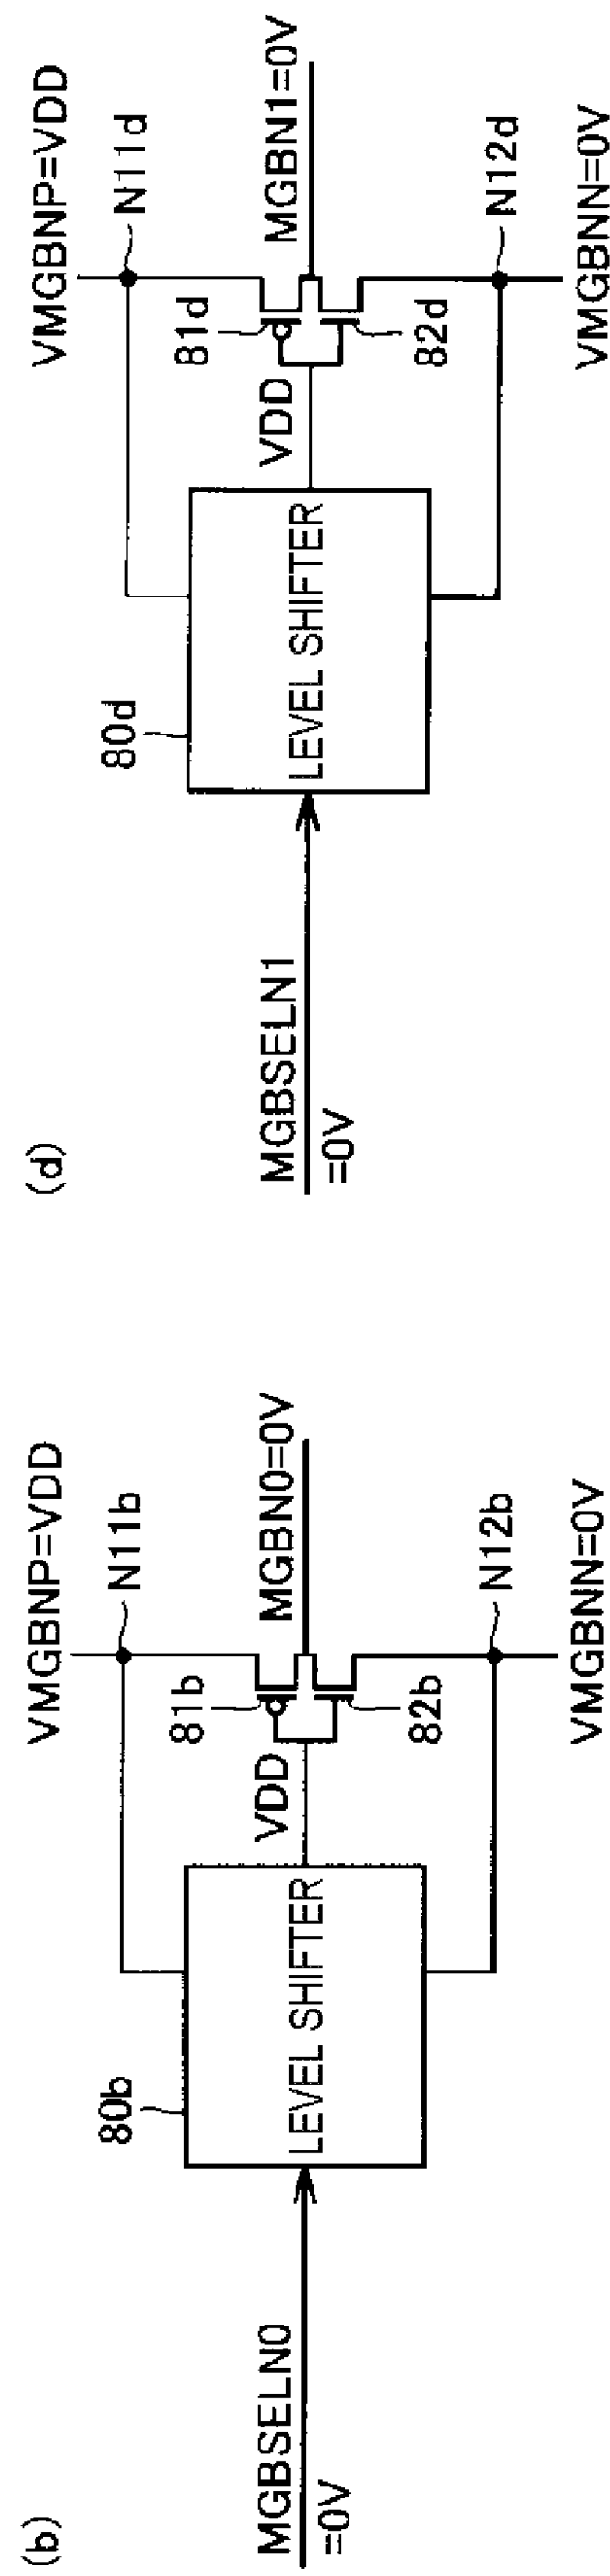 (b)
VMGBNP=VDD
N11b
80b
81b
VDD
LEVEL SHIFTER
MGBSELN0
=0V
MGBN0=0V
82b
N12b
VMGBNN=0V
(d)
VMGBNP=VDD
N11d
80d
81d
VDD
LEVEL SHIFTER
MGBSELN1
=0V
MGBN1=0V
82d
N12d
VMGBNN=0V